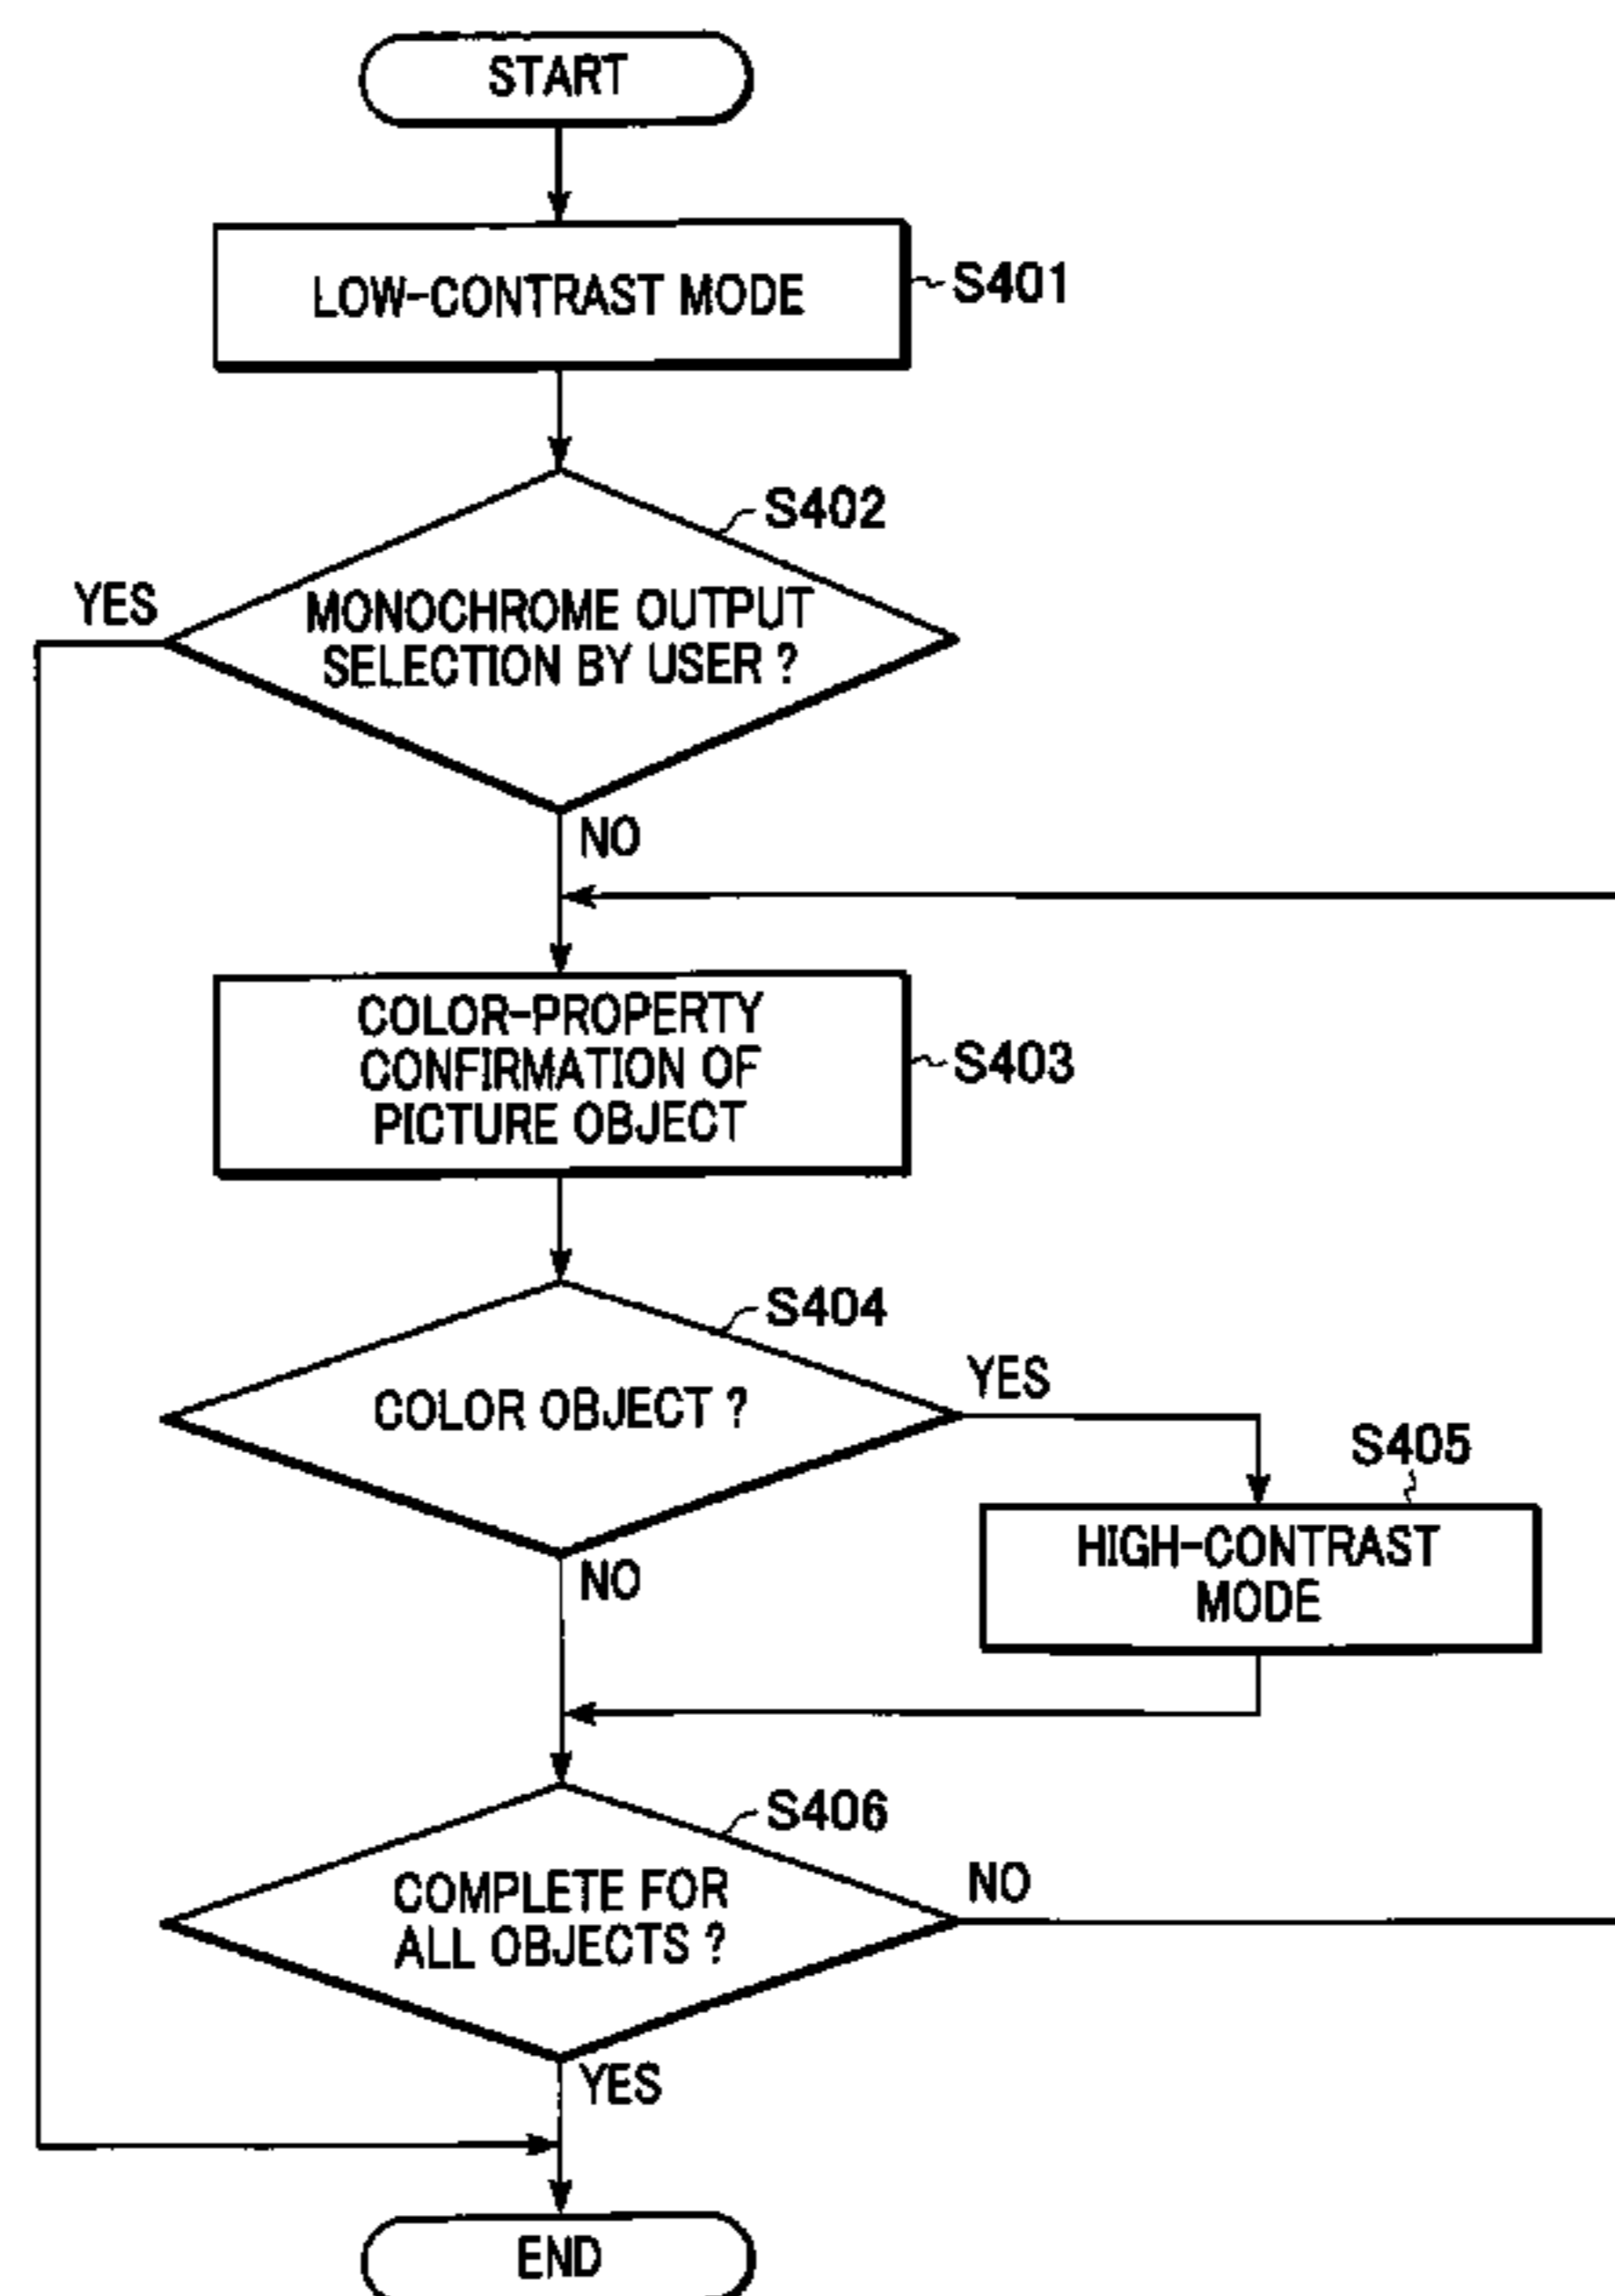 START
LOW-CONTRAST MODE
S401
S402
YES
MONOCHROME OUTPUT
SELECTION BY USER ?
NO
COLOR-PROPERTY
CONFIRMATION OF
PICTURE OBJECT
S403
S404
COLOR OBJECT ?
YES
S405
HIGH-CONTRAST
MODE
NO
S406
COMPLETE FOR
ALL OBJECTS ?
NO
YES
END